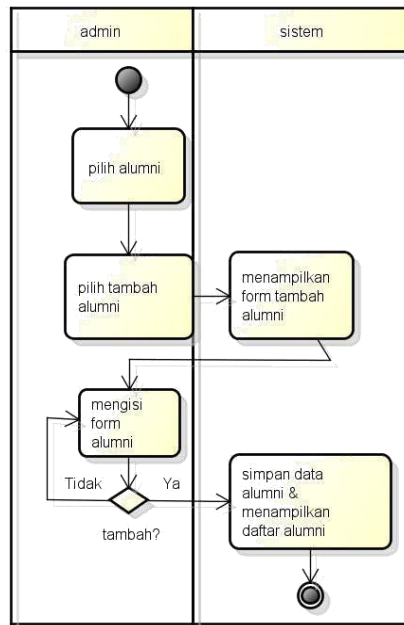 admin
sistem
pilih alumni
pilih tambah
alumni
menampilkan
form tambah
alumni
mengisi
form
alumni
Tidak
Ya
tambah?
simpan data
alumni &
menampilkan
daftar alumni